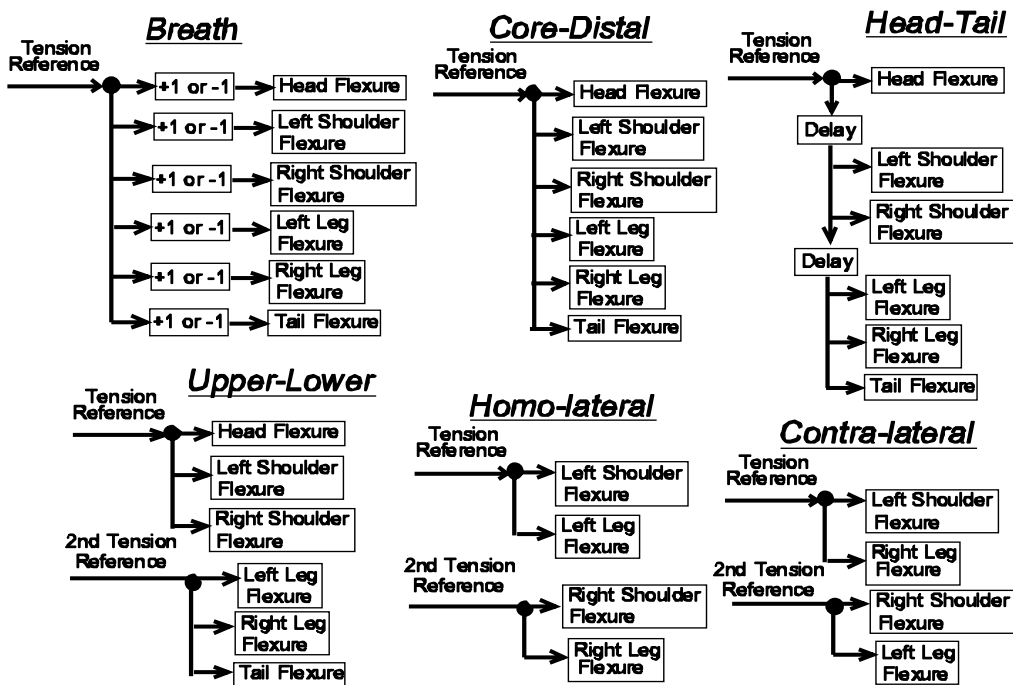 Breath
Tension
Reference
+1 or -1
Head Flexure
+1 or -1
Left Shoulder
Flexure
+1 or -1
Right Shoulder
Flexure
+1 or -1
Left Leg
Flexure
+1 or -1
Right Leg
Flexure
+1 or -1
Tail Flexure
Core-Distal
Tension
Reference
Head Flexure
Left Shoulder
Flexure
Right Shoulder
Flexure
Left Leg
Flexure
Right Leg
Flexure
Tail Flexure
Head-Tail
Tension
Reference
Head Flexure
Delay
Left Shoulder
Flexure
Right Shoulder
Flexure
Delay
Left Leg
Flexure
Right Leg
Flexure
Tail Flexure
Upper-Lower
Tension
Reference
Head Flexure
Left Shoulder
Flexure
Right Shoulder
Flexure
2nd Tension
Reference
Left Leg
Flexure
Right Leg
Flexure
Tail Flexure
Homo-lateral
Tension
Reference
Left Shoulder
Flexure
Left Leg
Flexure
2nd Tension
Reference
Right Shoulder
Flexure
Right Leg
Flexure
Contra-lateral
Tension
Reference
Left Shoulder
Flexure
Right Leg
Flexure
2nd Tension
Reference
Right Shoulder
Flexure
Left Leg
Flexure